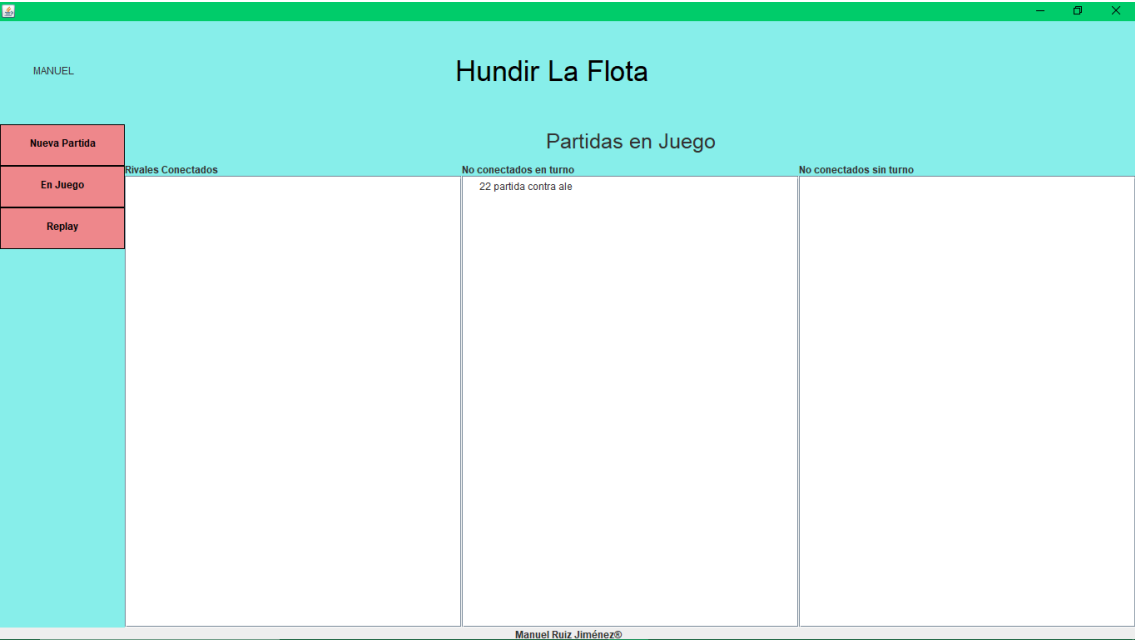 MANUEL
Hundir La Flota
Nueva Partida
En Juego
Replay
Partidas en Juego
Rivales Conectados
No conectados en turno
No conectados sin turno
22 partida contra ale
Manuel Ruiz Jiménez®